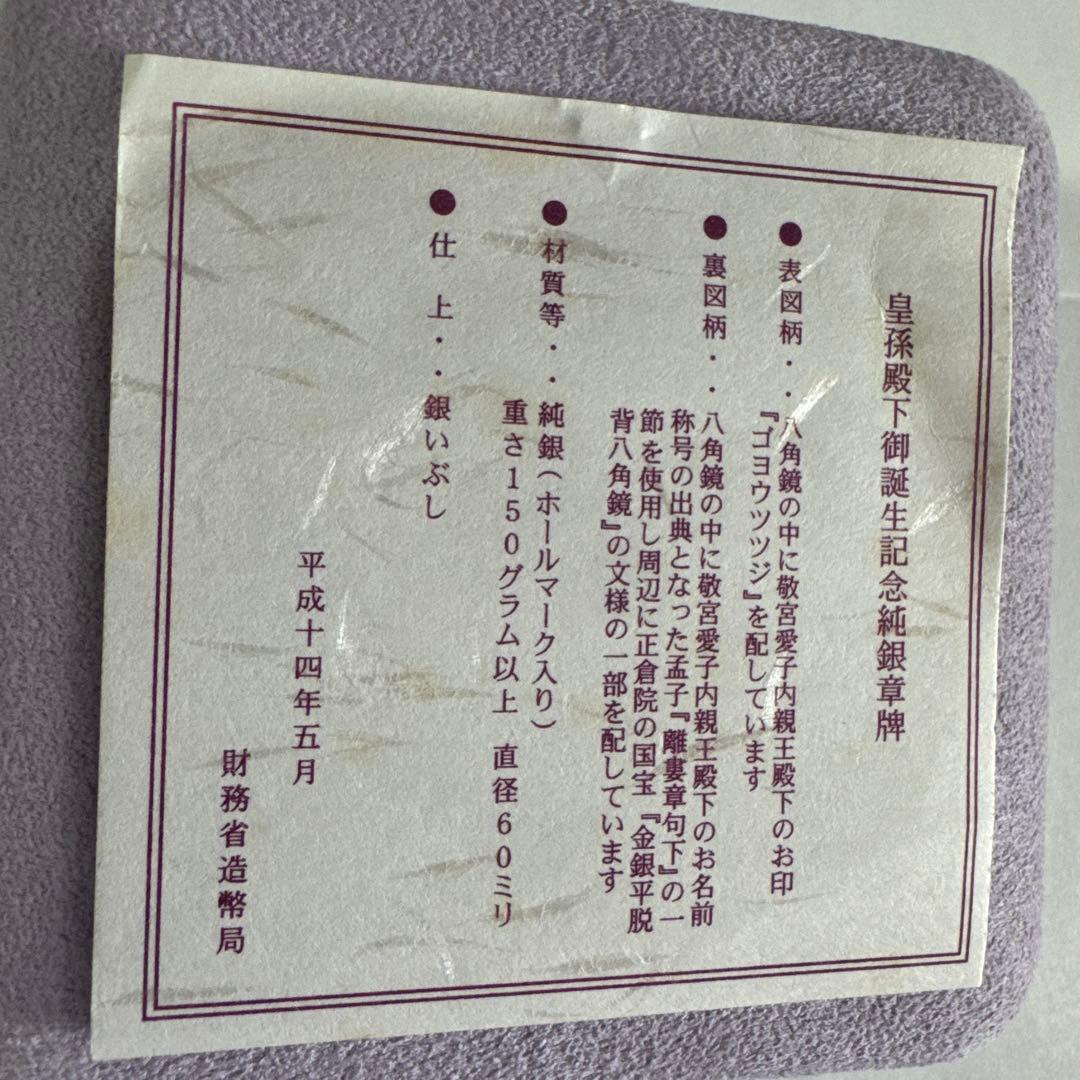 皇孫殿下御誕生記念純銀章牌
●表図柄・・八角鏡の中に敬宮愛子内親王殿下のお印
『ゴヨウツツジ』を配しています
●裏図柄・・八角鏡の中に敬宮愛子内親王殿下のお名前
称号の出典となった孟子『離婁章句下』の一
節を使用し周辺に正倉院の国宝『金銀平脱
背八角鏡』の文様の一部を配しています
●材質等・・純銀(ホールマーク入り)
重さ150グラム以上 直径60ミリ
●仕 上・・銀いぶし
平成十四年五月
財務省造幣局